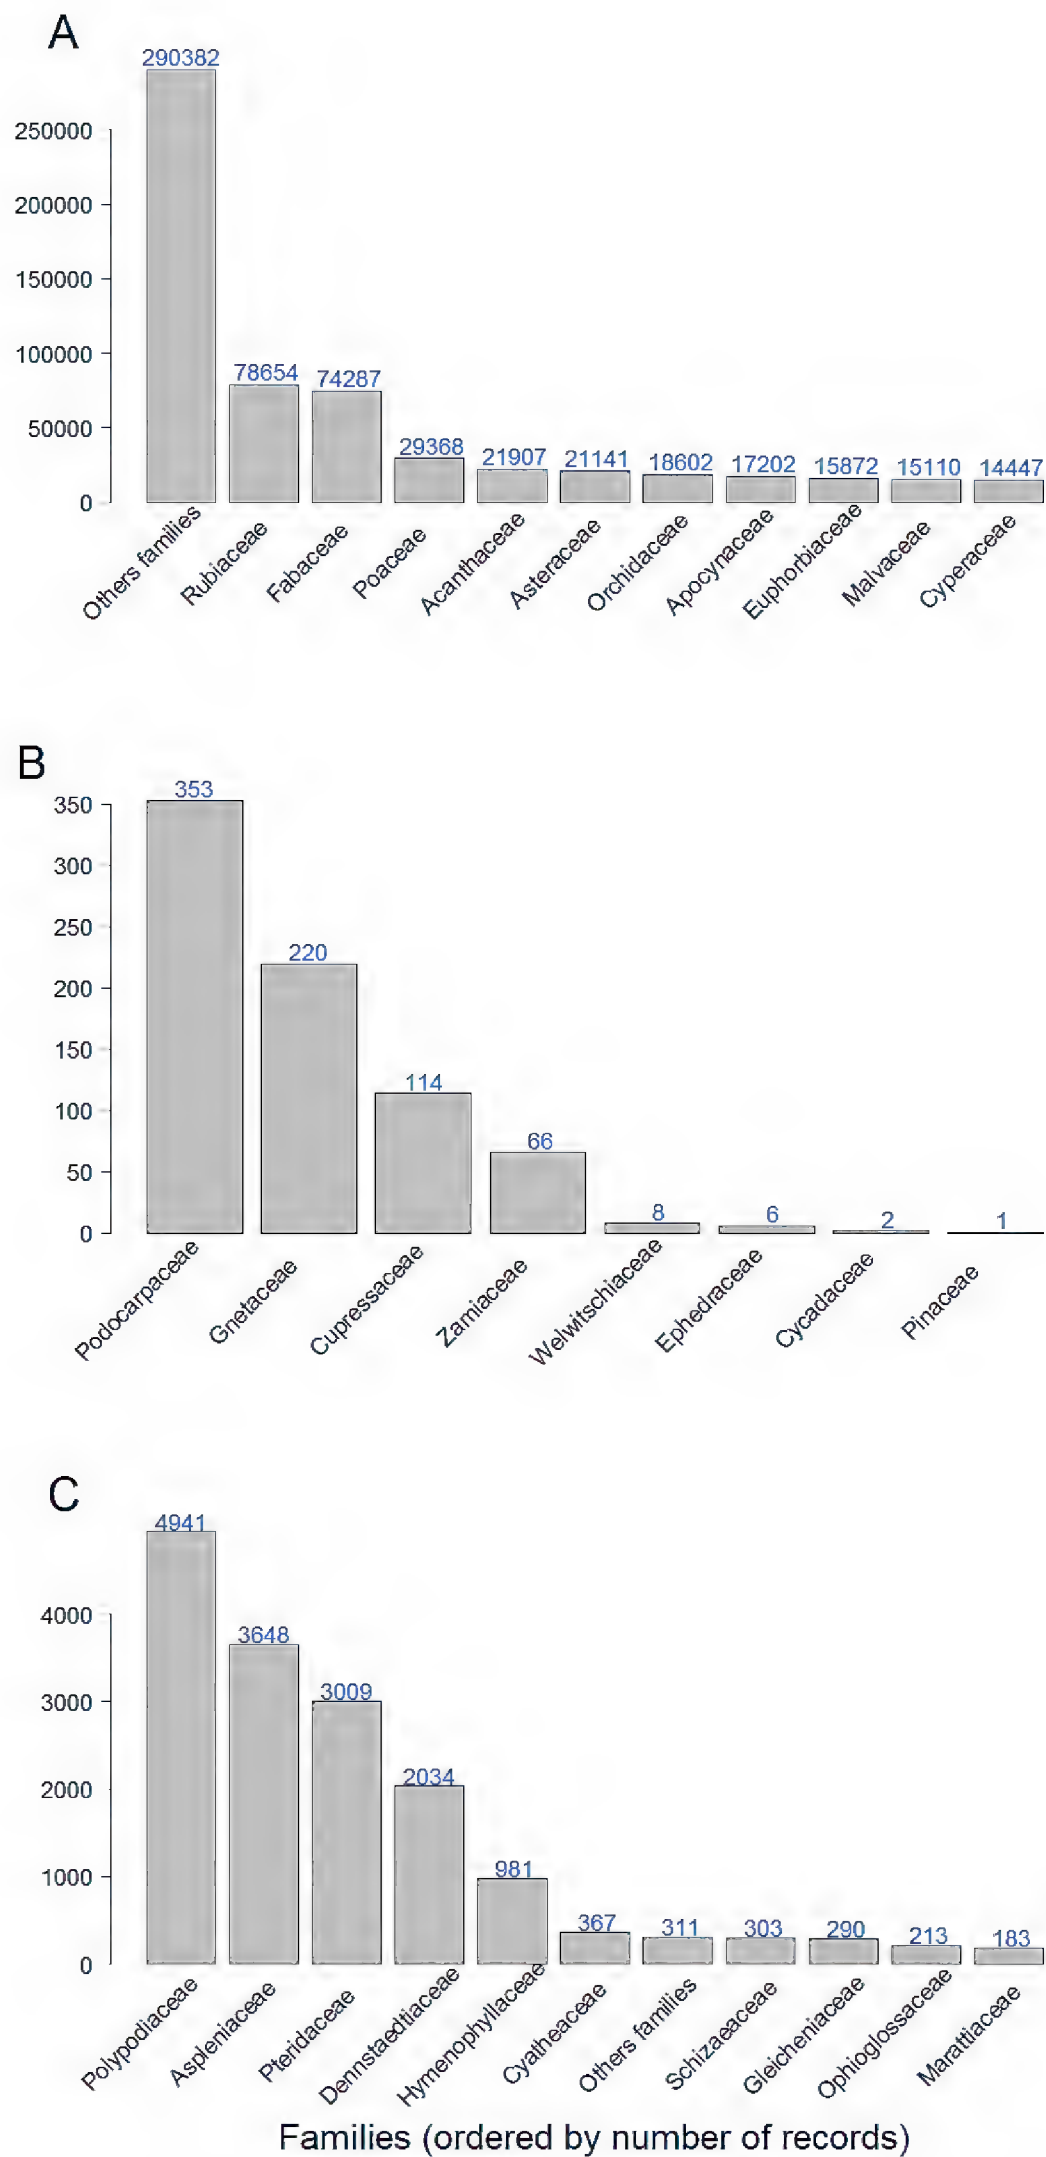 A
290382
250000
200000
150000
100000
50000
0
78654
74287
29368
21907
21141
18602
17202
15872
15110
14447
Others families
Rubiaceae
Fabaceae
Poaceae
Acanthaceae
Asteraceae
Orchidaceae
Apocynaceae
Euphorbiaceae
Malvaceae
Cyperaceae
B
353
350
300
250
200
150
100
50
0
220
114
66
8
6
2
1
Podocarpaceae
Gnetaceae
Cupressaceae
Zamiaceae
Welwitschiaceae
Ephedraceae
Cycadaceae
Pinaceae
C
4941
4000
3000
2000
1000
0
3648
3009
2034
981
367
311
303
290
213
183
Polypodiaceae
Aspleniaceae
Pteridaceae
Dennstaedtiaceae
Hymenophyllaceae
Cyatheaceae
Others families
Schizaeaceae
Gleicheniaceae
Ophioglossaceae
Marattiaceae
Families (ordered by number of records)